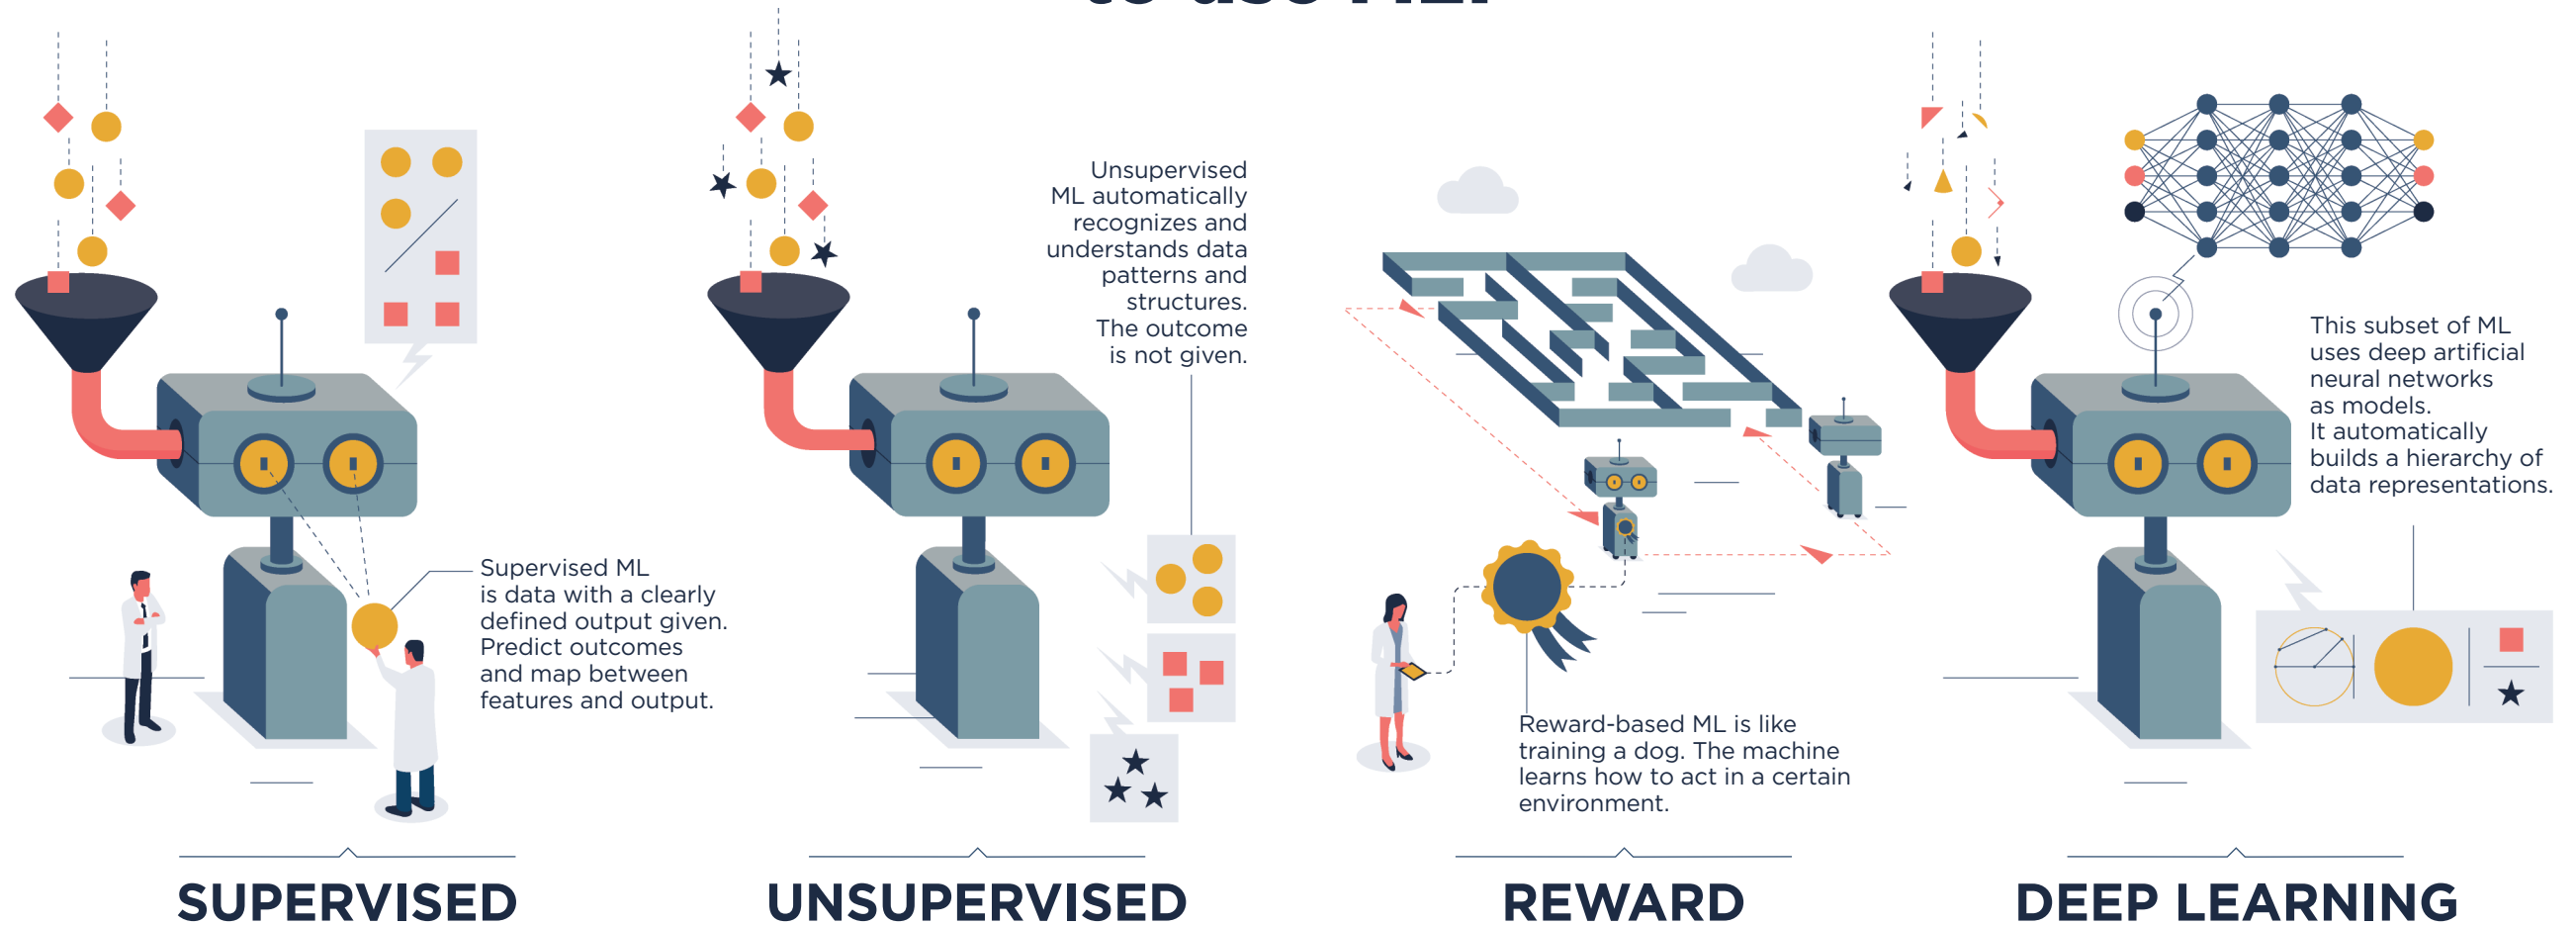 to use ML?
Unsupervised
ML automatically
recognizes and
understands data
patterns and
structures.
The outcome
is not given.
This subset of ML
uses deep artificial
neural networks
as models.
It automatically
builds a hierarchy of
data representations.
Supervised ML
is data with a clearly
defined output given.
Predict outcomes
and map between
features and output.
Reward-based ML is like
training a dog. The machine
learns how to act in a certain
environment.
SUPERVISED
UNSUPERVISED
REWARD
DEEP LEARNING